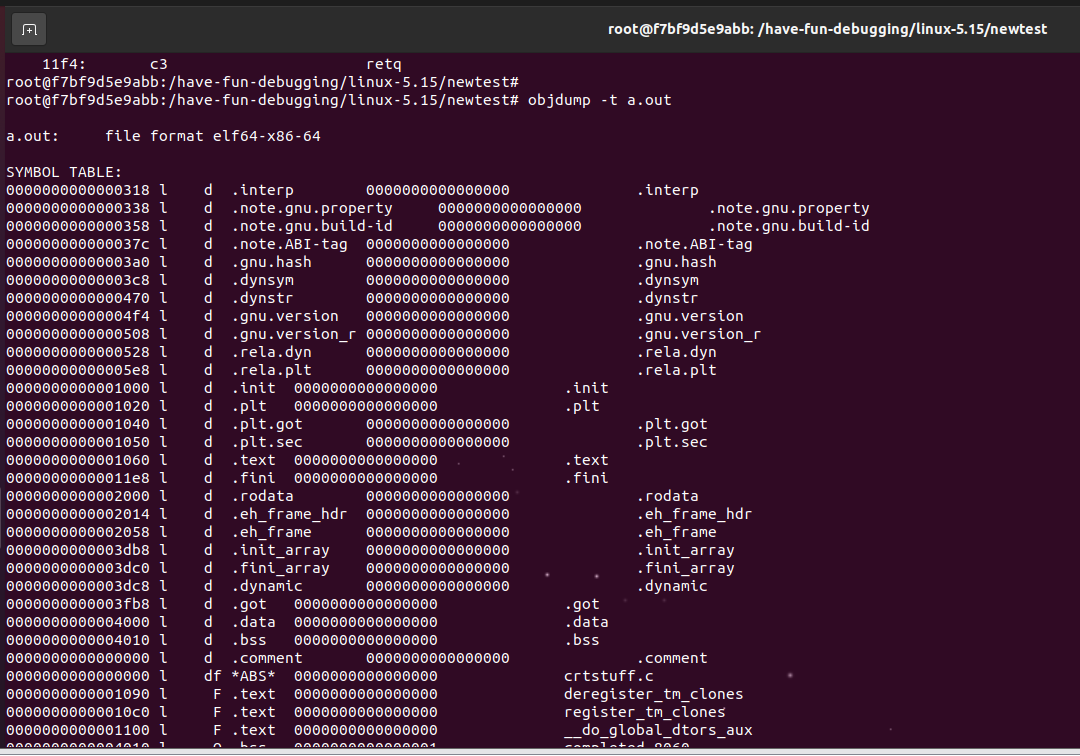 root@f7bf9d5e9abb: /have-fun-debugging/linux-5.15/newtest
    11f4:       c3                      retq
root@f7bf9d5e9abb:/have-fun-debugging/linux-5.15/newtest#
root@f7bf9d5e9abb:/have-fun-debugging/linux-5.15/newtest# objdump -t a.out
a.out:     file format elf64-x86-64
SYMBOL TABLE:
0000000000000318 l    d  .interp        0000000000000000              .interp
0000000000000338 l    d  .note.gnu.property     0000000000000000              .note.gnu.property
0000000000000358 l    d  .note.gnu.build-id     0000000000000000              .note.gnu.build-id
000000000000037c l    d  .note.ABI-tag  0000000000000000              .note.ABI-tag
00000000000003a0 l    d  .gnu.hash      0000000000000000              .gnu.hash
00000000000003c8 l    d  .dynsym        0000000000000000              .dynsym
0000000000000470 l    d  .dynstr        0000000000000000              .dynstr
00000000000004f4 l    d  .gnu.version   0000000000000000              .gnu.version
0000000000000508 l    d  .gnu.version_r 0000000000000000              .gnu.version_r
0000000000000528 l    d  .rela.dyn      0000000000000000              .rela.dyn
00000000000005e8 l    d  .rela.plt      0000000000000000              .rela.plt
0000000000001000 l    d  .init  0000000000000000              .init
0000000000001020 l    d  .plt   0000000000000000              .plt
0000000000001040 l    d  .plt.got       0000000000000000              .plt.got
0000000000001050 l    d  .plt.sec       0000000000000000              .plt.sec
0000000000001060 l    d  .text  0000000000000000              .text
00000000000011e8 l    d  .fini  0000000000000000              .fini
0000000000002000 l    d  .rodata        0000000000000000              .rodata
0000000000002014 l    d  .eh_frame_hdr  0000000000000000              .eh_frame_hdr
0000000000002058 l    d  .eh_frame      0000000000000000              .eh_frame
0000000000003db8 l    d  .init_array    0000000000000000              .init_array
0000000000003dc0 l    d  .fini_array    0000000000000000              .fini_array
0000000000003dc8 l    d  .dynamic       0000000000000000              .dynamic
0000000000003fb8 l    d  .got   0000000000000000              .got
0000000000004000 l    d  .data  0000000000000000              .data
0000000000004010 l    d  .bss   0000000000000000              .bss
0000000000000000 l    d  .comment       0000000000000000              .comment
0000000000000000 l    df *ABS*  0000000000000000              crtstuff.c
0000000000001090 l     F .text  0000000000000000              deregister_tm_clones
00000000000010c0 l     F .text  0000000000000000              register_tm_clones
0000000000001100 l     F .text  0000000000000000              __do_global_dtors_aux
0000000000004010 l     O .bss   0000000000000001              completed.8060